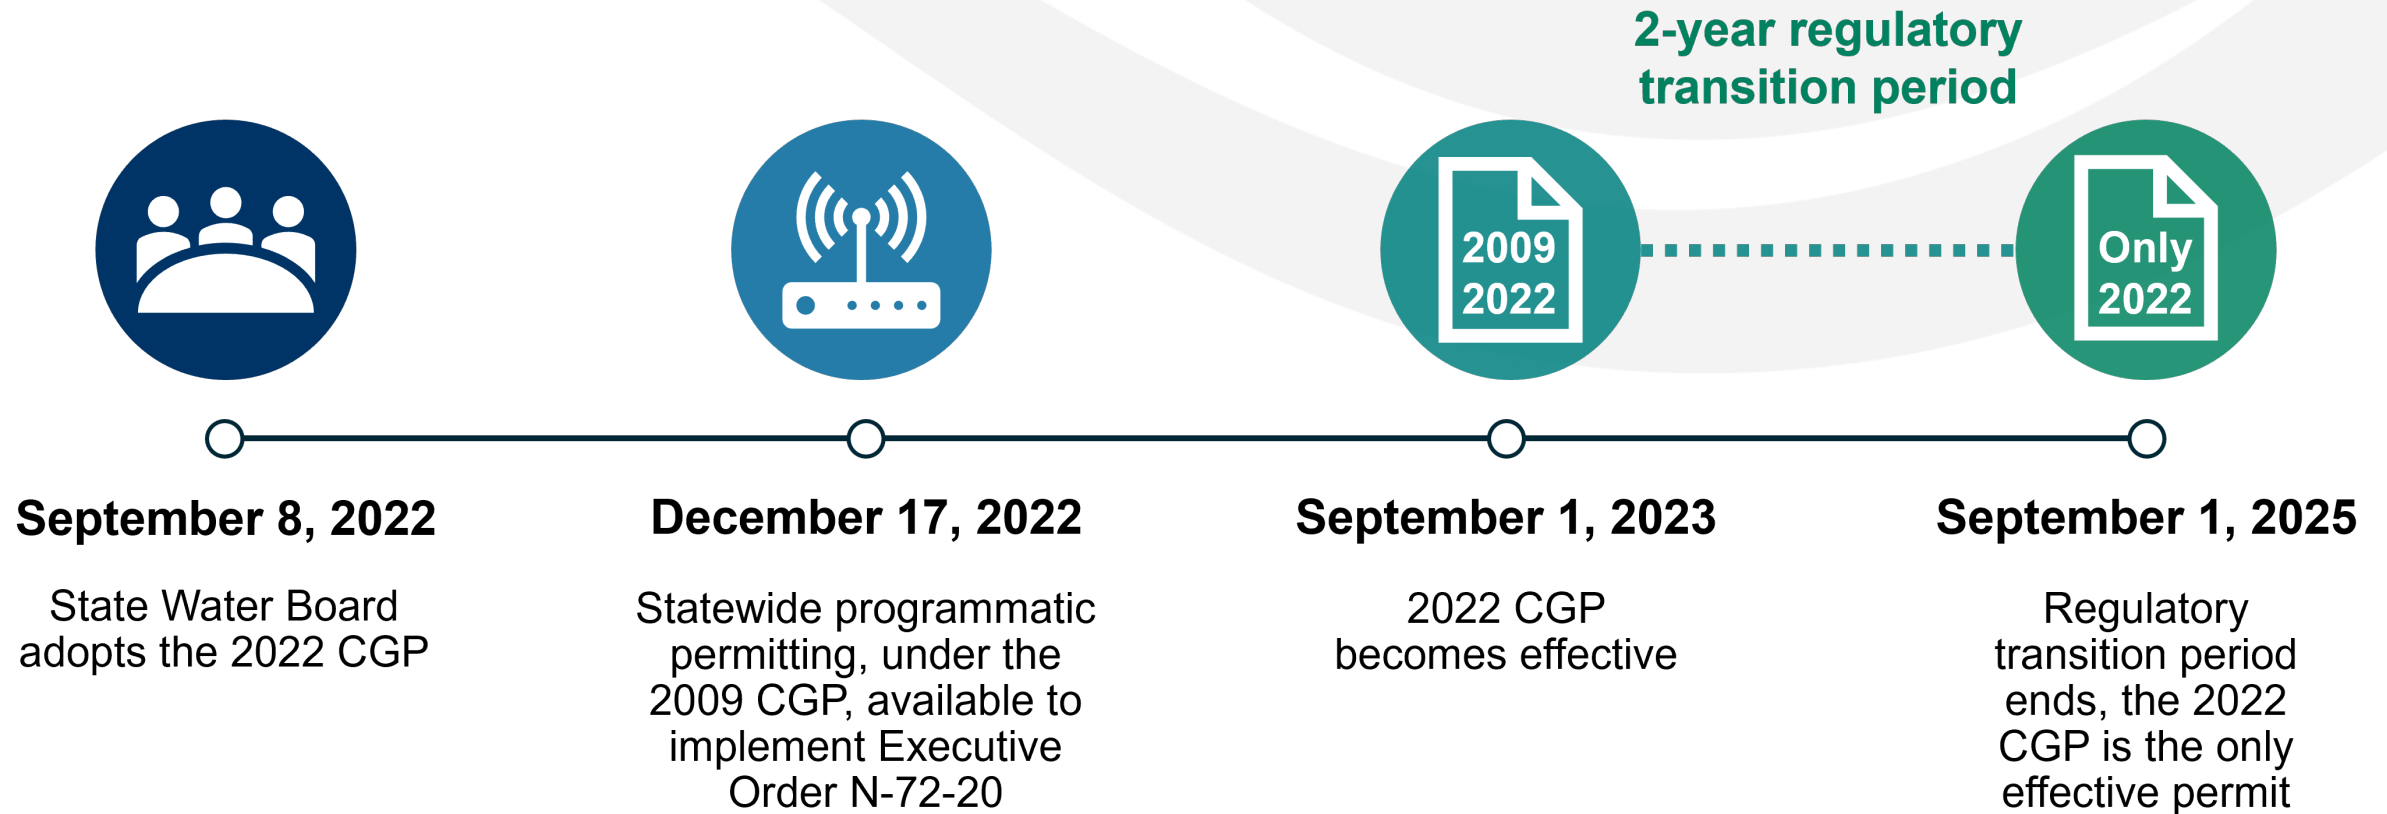 2-year regulatory
transition period
2009
2022
Only
2022
September 8, 2022
State Water Board
adopts the 2022 CGP
December 17, 2022
Statewide programmatic
permitting, under the
2009 CGP, available to
implement Executive
Order N-72-20
September 1, 2023
2022 CGP
becomes effective
September 1, 2025
Regulatory
transition period
ends, the 2022
CGP is the only
effective permit